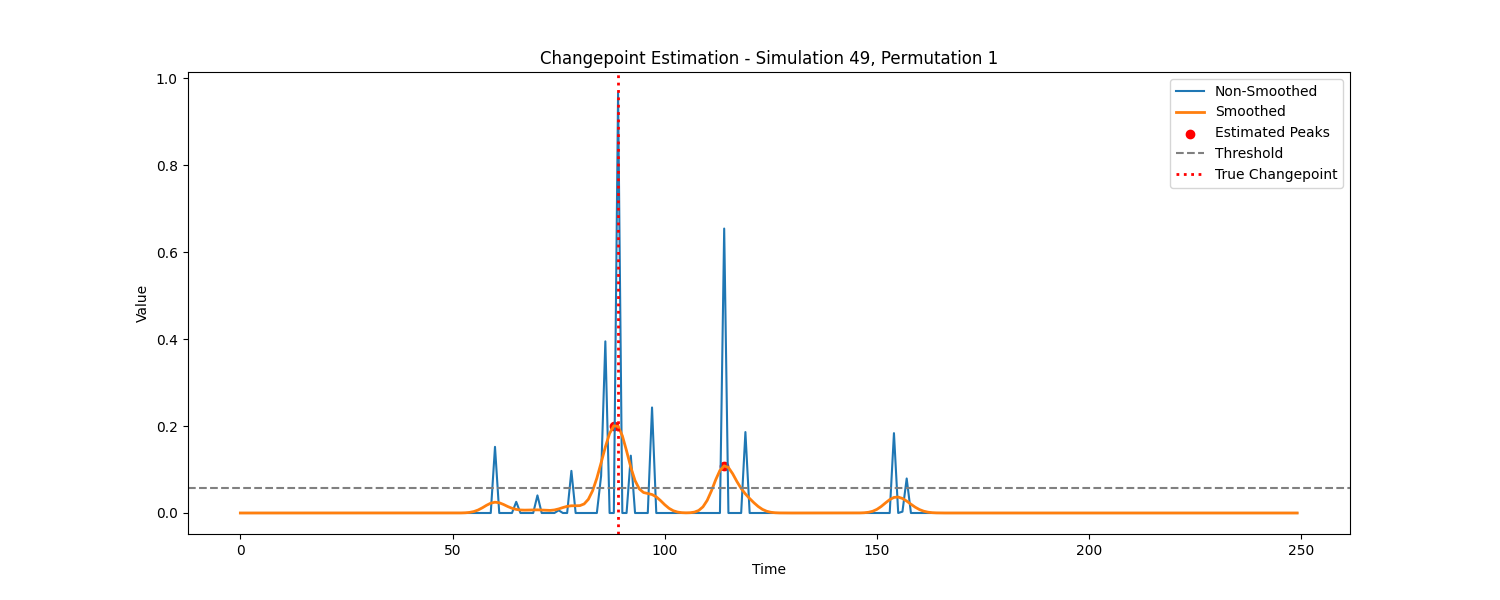 Changepoint Estimation - Simulation 49, Permutation 1
1.0
0.8
0.6
0.4
0.2
0.0
Value
Non-Smoothed
Smoothed
Estimated Peaks
Threshold
True Changepoint
0 50 100 150 200 250
Time